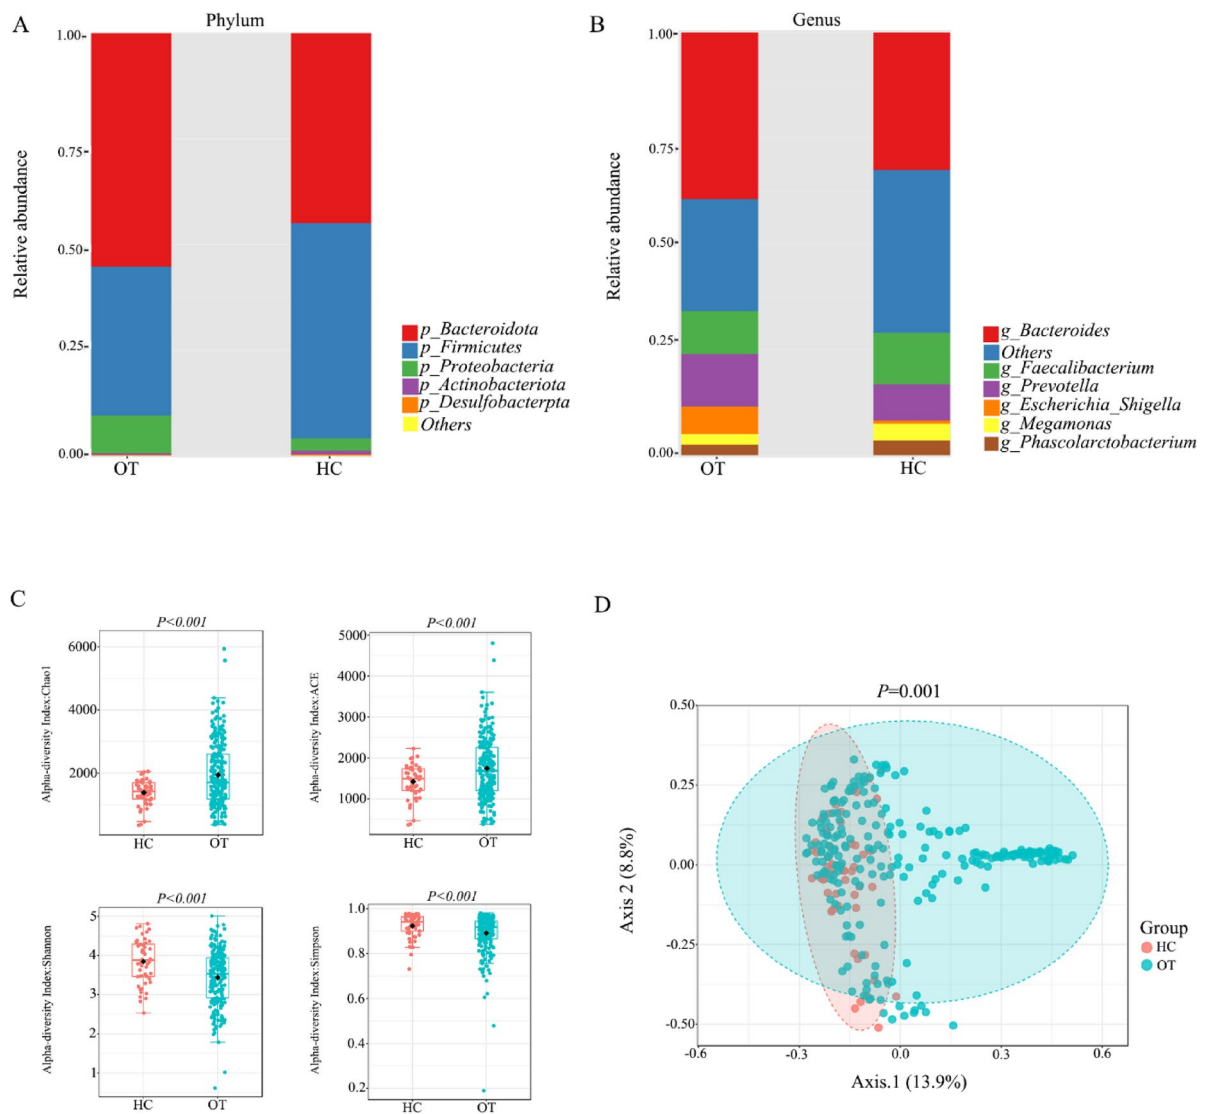 A
Phylum
Relative abundance
1.00
0.75
0.50
0.25
0.00
OT
HC
p_Bacteroidota
p_Firmicutes
p_Proteobacteria
p_Actinobacteriota
p_Desulfobacterpta
Others
B
Genus
Relative abundance
1.00
0.75
0.50
0.25
0.00
OT
HC
g_Bacteroides
Others
g_Faecalibacterium
g_Prevotella
g_Escherichia_Shigella
g_Megamonas
g_Phascolarctobacterium
C
P<0.001
Alpha-diversity Index:Chao1
6000
4000
2000
HC
OT
P<0.001
Alpha-diversity Index:ACE
5000
4000
3000
2000
1000
HC
OT
P<0.001
Alpha-diversity Index:Shannon
5
4
3
2
1
HC
OT
P<0.001
Alpha-diversity Index:Simpson
1.0
0.8
0.6
0.4
0.2
HC
OT
D
P=0.001
Axis 2 (8.8%)
0.50
0.25
0.00
-0.25
-0.50
-0.6
-0.3
0.0
0.3
0.6
Axis.1 (13.9%)
Group
HC
OT